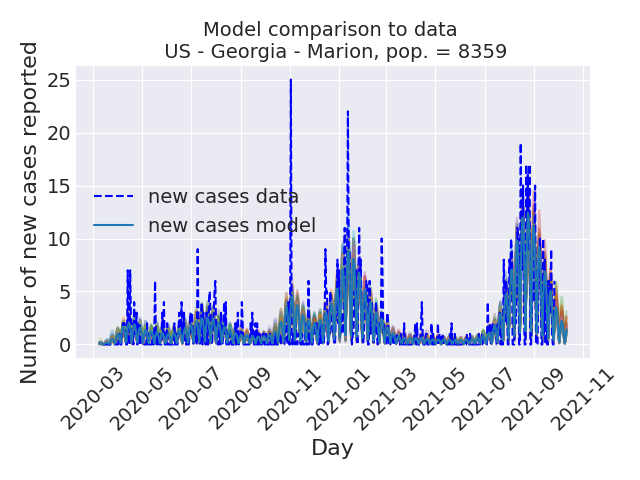 Model comparison to data
US - Georgia - Marion, pop. = 8359
Number of new cases reported
25
20
15
10
5
0
new cases data
new cases model
2020-03
2020-05
2020-07
2020-09
2020-11
2021-01
2021-03
2021-05
2021-07
2021-09
2021-11
Day